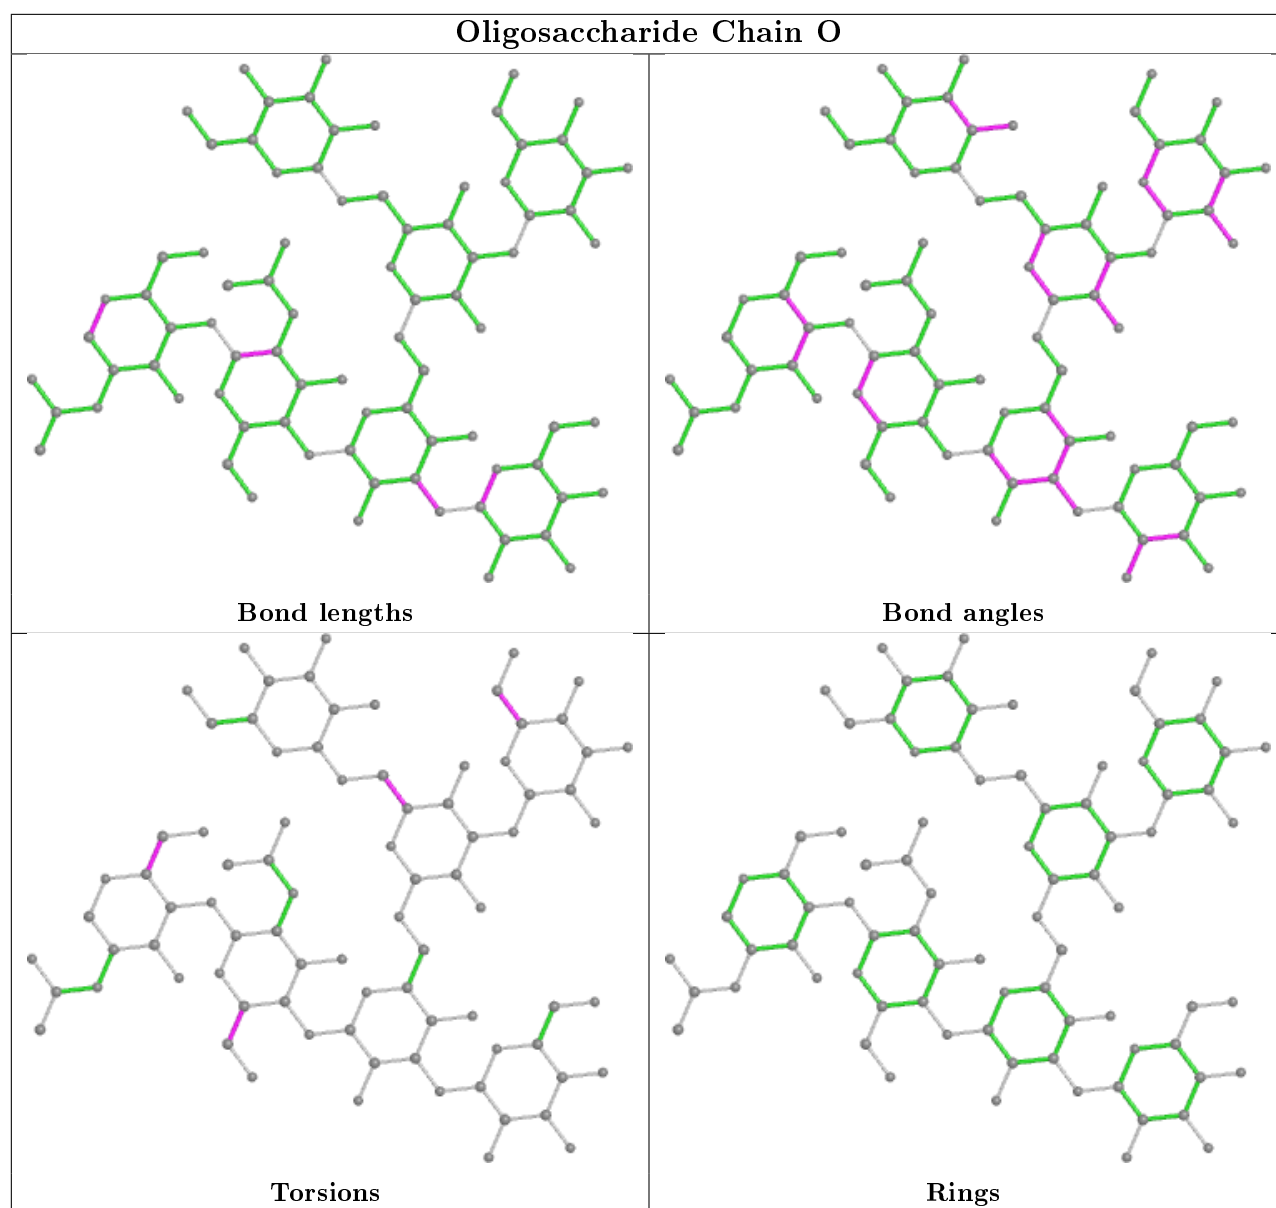 Oligosaccharide Chain O
Bond lengths
Bond angles
Torsions
Rings